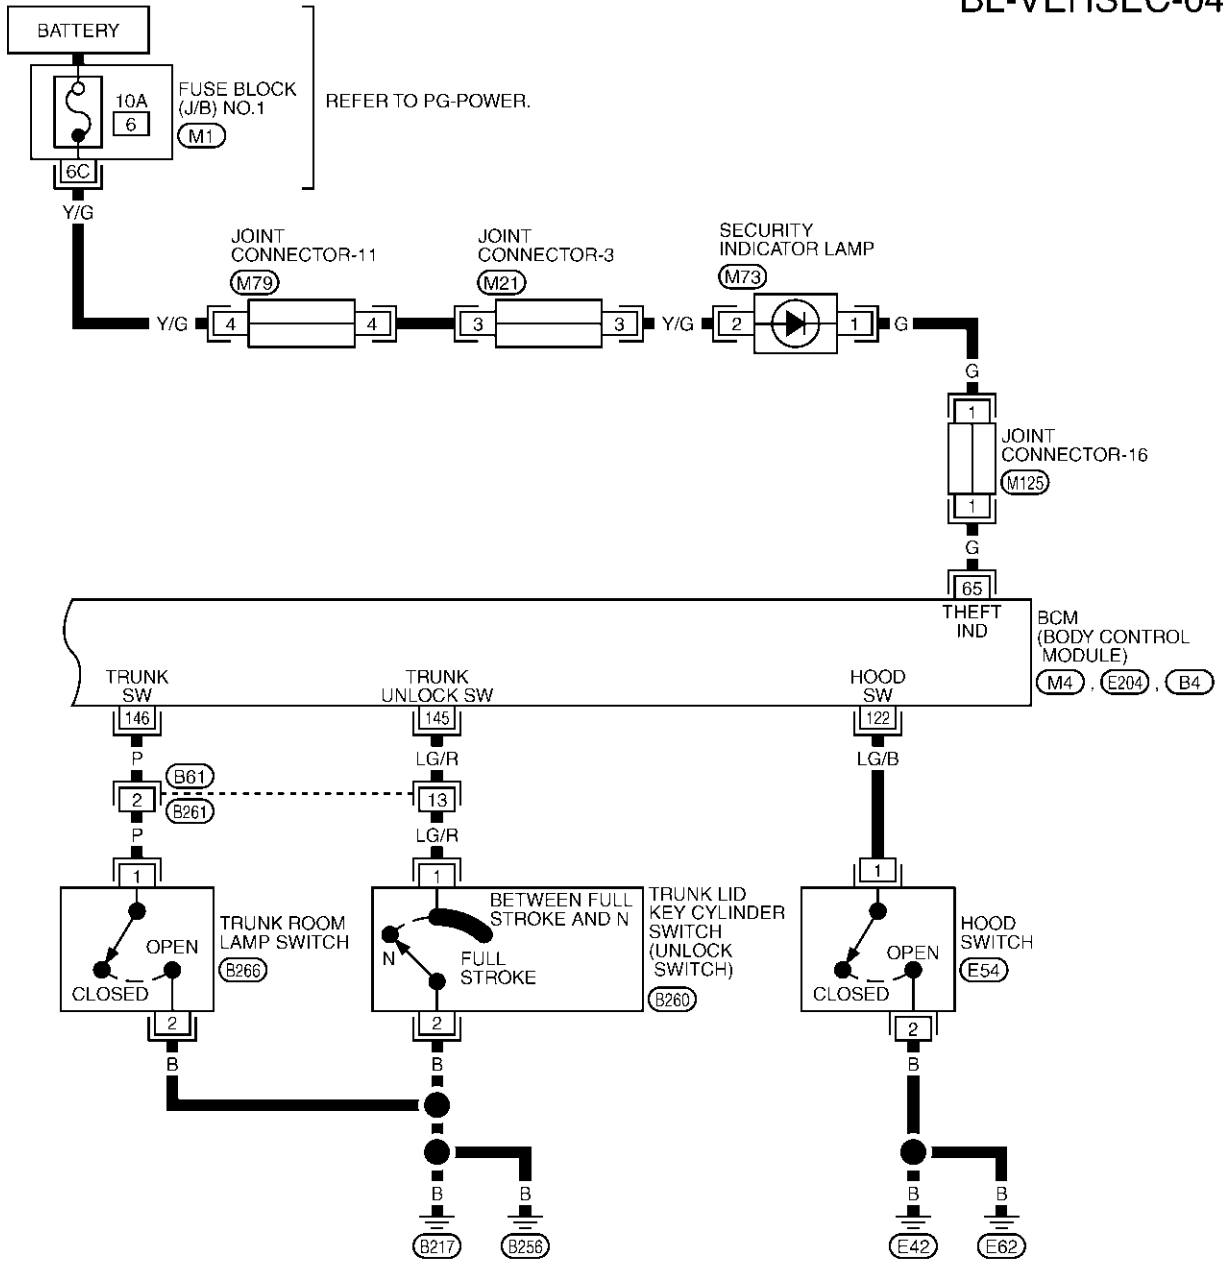 BL-VEHSEC-04
BATTERY
10A
6
FUSE BLOCK
(J/B) NO.1
M1
REFER TO PG-POWER.
6C
Y/G
JOINT
CONNECTOR-11
M79
JOINT
CONNECTOR-3
M21
SECURITY
INDICATOR LAMP
M73
Y/G
4
4
3
3
Y/G
2
1
G
G
1
JOINT
CONNECTOR-16
M125
1
G
65
THEFT
IND
BCM
(BODY CONTROL
MODULE)
M4 , E204 , B4
TRUNK
SW
TRUNK
UNLOCK SW
HOOD
SW
146
145
122
P
LG/R
LG/B
B61
2
13
B261
P
LG/R
1
1
1
TRUNK ROOM
LAMP SWITCH
B266
OPEN
CLOSED
BETWEEN FULL
STROKE AND N
N
FULL
STROKE
TRUNK LID
KEY CYLINDER
SWITCH
(UNLOCK
SWITCH)
B260
OPEN
CLOSED
HOOD
SWITCH
E54
2
2
2
B
B
B
B
B
B
B
B217
B256
E42
E62